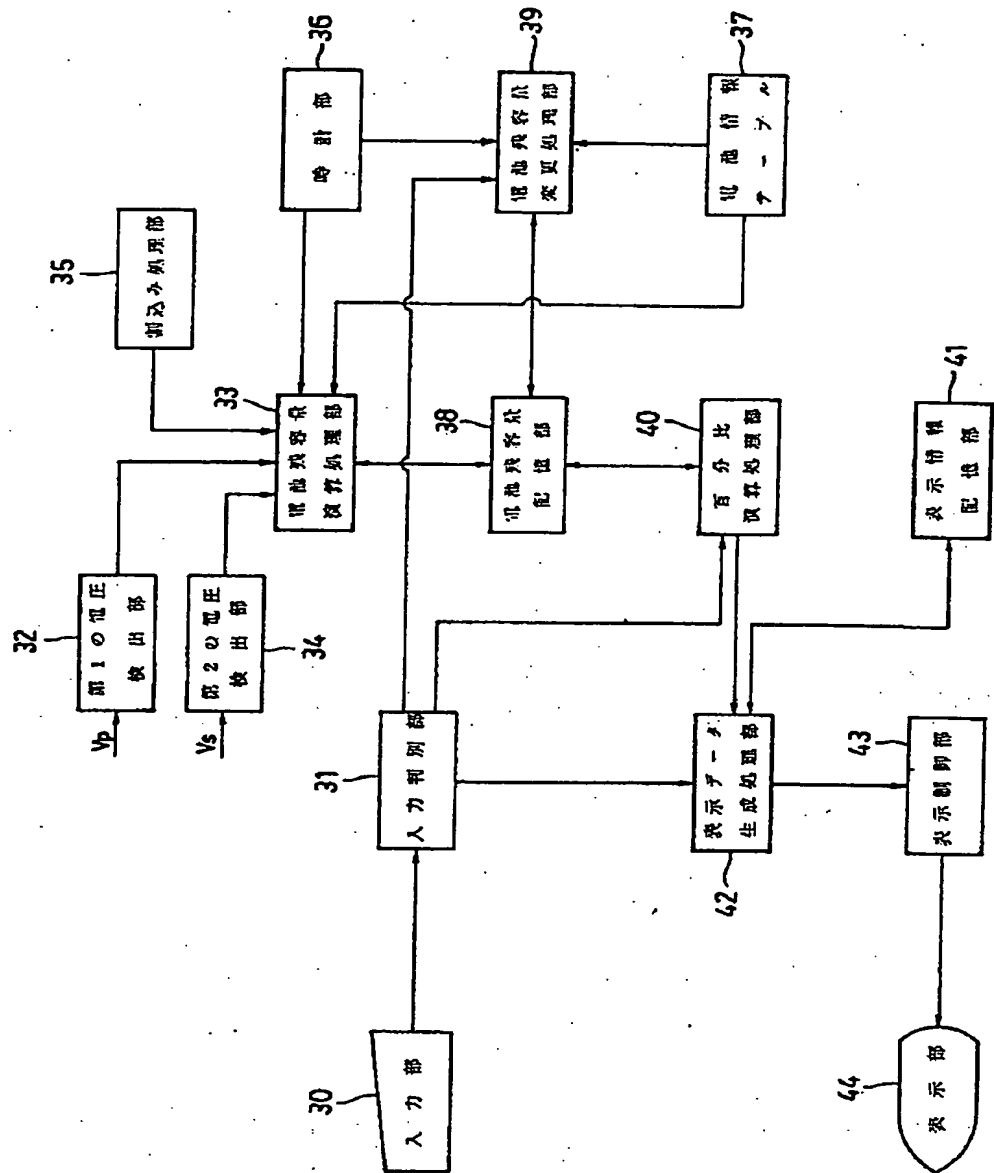 36
時計部
39
電池残容量
変更処理部
37
電池情報
テーブル
35
割込み処理部
33
電池残容量
演算処理部
38
電池残容量
記憶部
40
百分比
演算処理部
41
表示情報
記憶部
32
第1の電圧
検出部
Vp
34
第2の電圧
検出部
Vs
31
入力判別部
42
表示データ
生成処理部
43
表示制御部
30
入力部
44
表示部